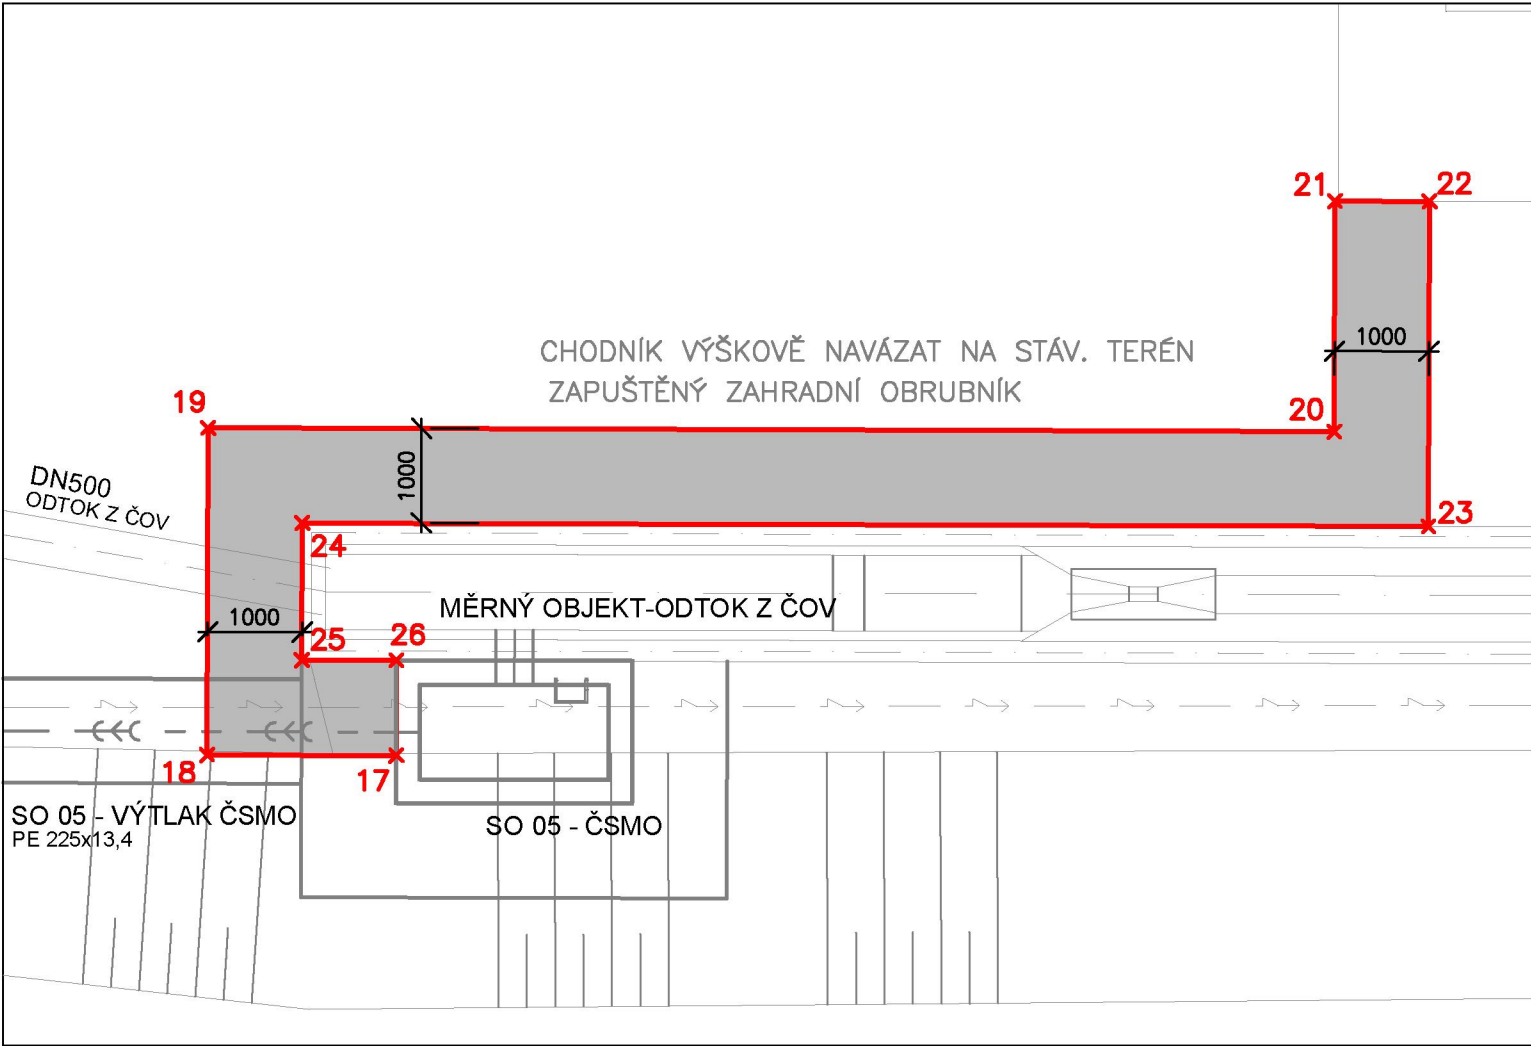 21
22
1000
CHODNÍK VÝŠKOVĚ NAVÁZAT NA STÁV. TERÉN
ZAPUŠTĚNÝ ZAHRADNÍ OBRUBNÍK
19
20
1000
DN500
ODTOK Z ČOV
23
24
1000
MĚRNÝ OBJEKT-ODTOK Z ČOV
25
26
18
17
SO 05 - VÝTLAK ČSMO
PE 225x13,4
SO 05 - ČSMO